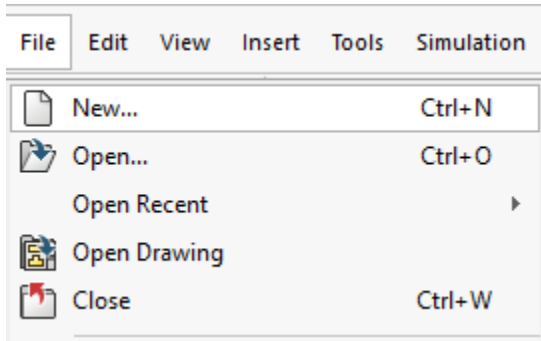 File Edit View Insert Tools Simulation
New... Ctrl+N
Open... Ctrl+O
Open Recent
Open Drawing
Close Ctrl+W